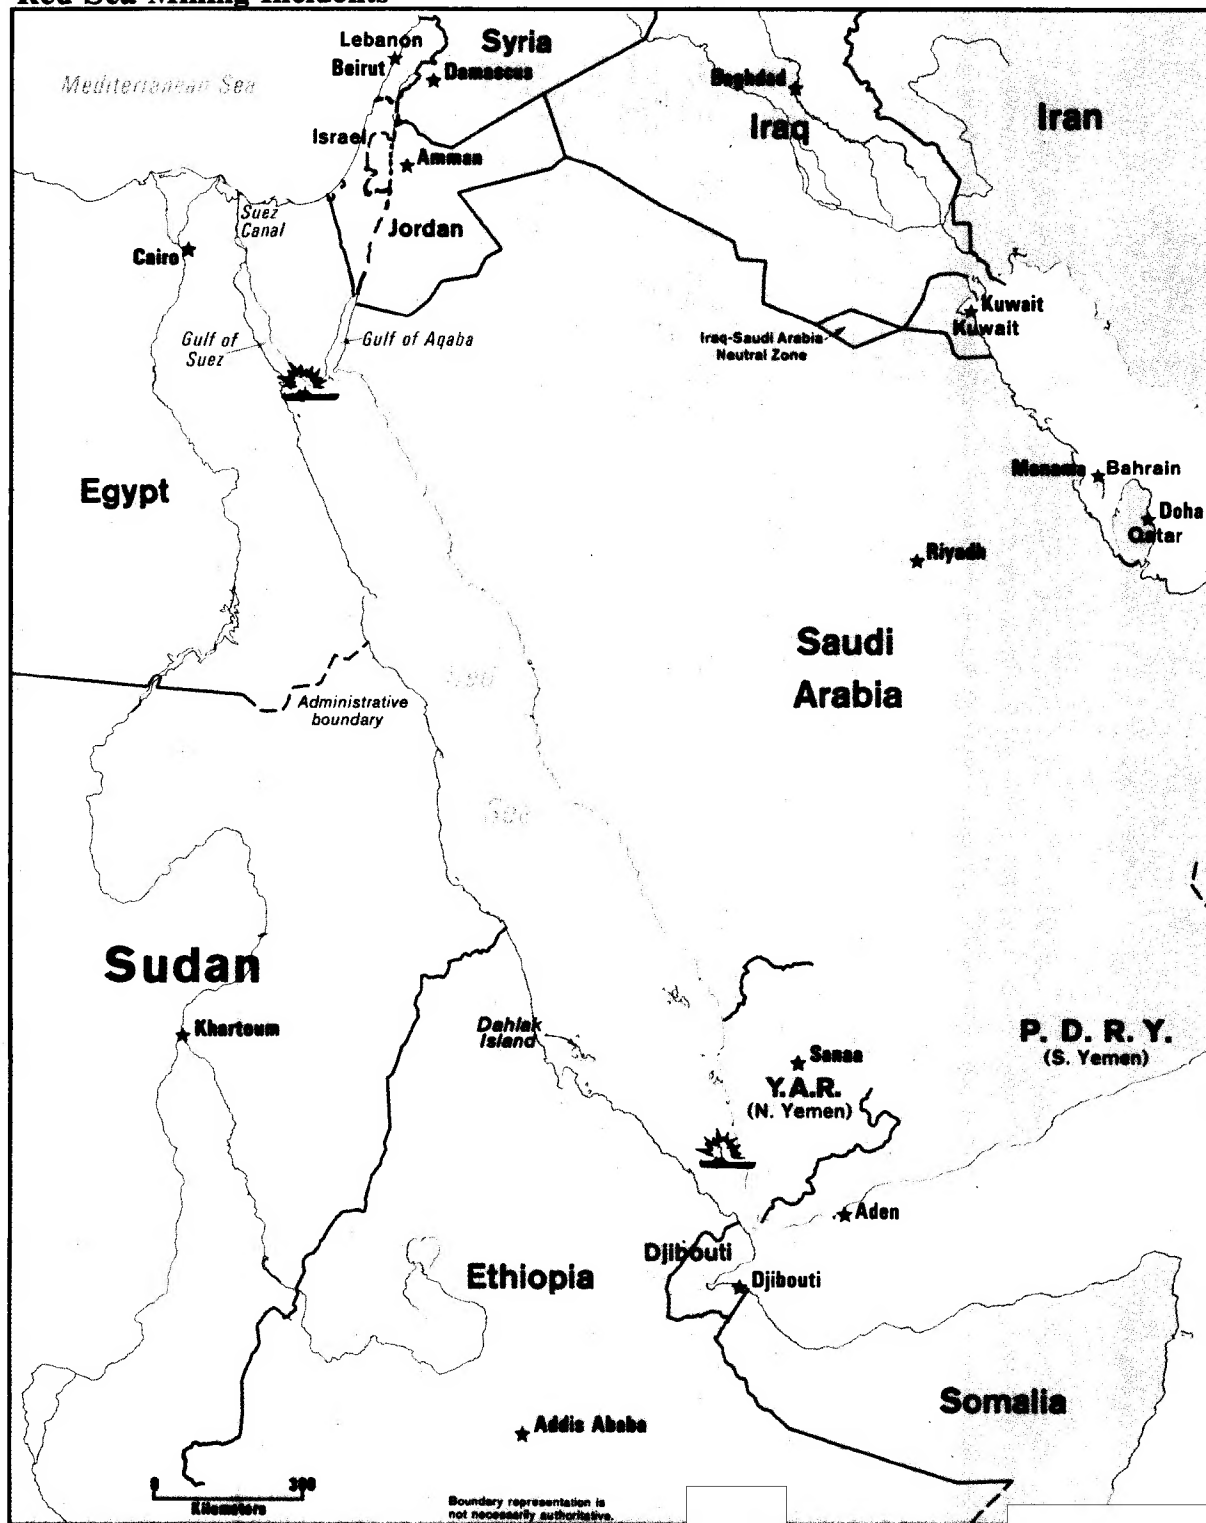 Red Sea Mining Incidents
Lebanon
Syria
Beirut
Damascus
Mediterranean Sea
Baghdad
Iraq
Iran
Israel
Amman
Suez
Canal
Jordan
Cairo
Kuwait
Kuwait
Gulf of
Suez
Gulf of Aqaba
Iraq-Saudi Arabia
Neutral Zone
Egypt
Manama
Bahrain
Doha
Qatar
Riyadh
Saudi
Arabia
Red
Sea
Administrative
boundary
Sudan
Khartoum
Dahlak
Island
P. D. R. Y.
(S. Yemen)
Sanaa
Y.A.R.
(N. Yemen)
Aden
Djibouti
Djibouti
Ethiopia
Somalia
Addis Ababa
0 300
Kilometers
Boundary representation is
not necessarily authoritative.